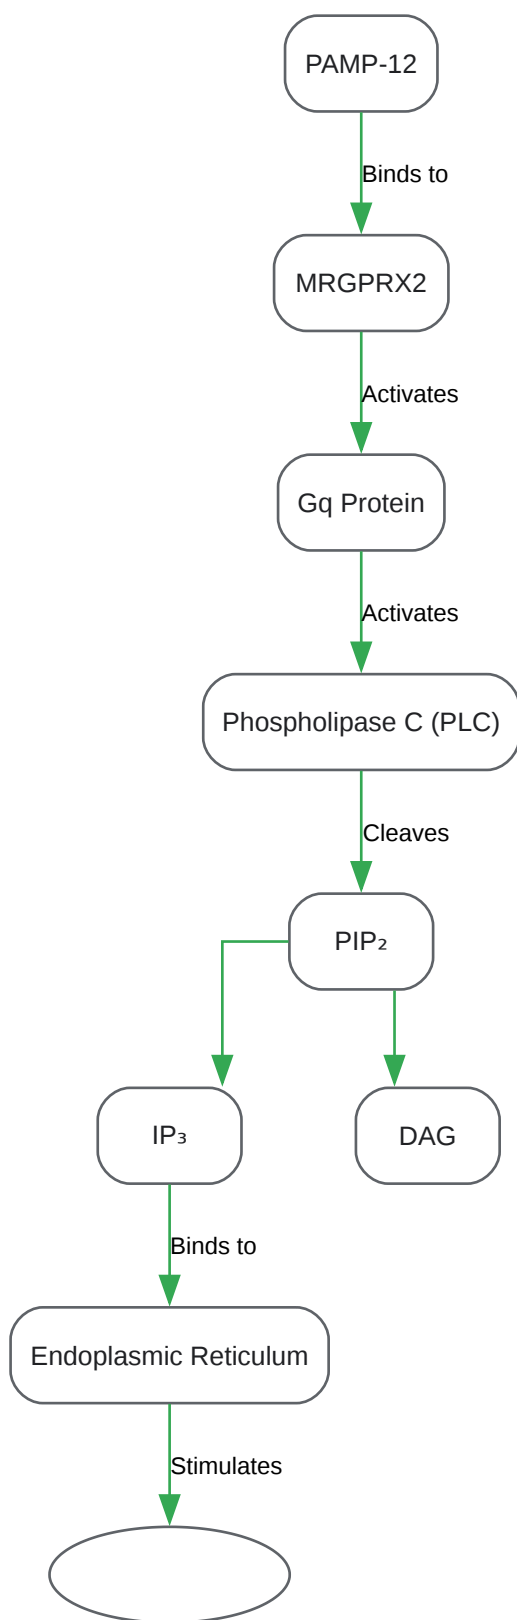 PAMP-12
Binds to
MRGPRX2
Activates
Gq Protein
Activates
Phospholipase C (PLC)
Cleaves
PIP₂
IP₃
DAG
Binds to
Endoplasmic Reticulum
Stimulates